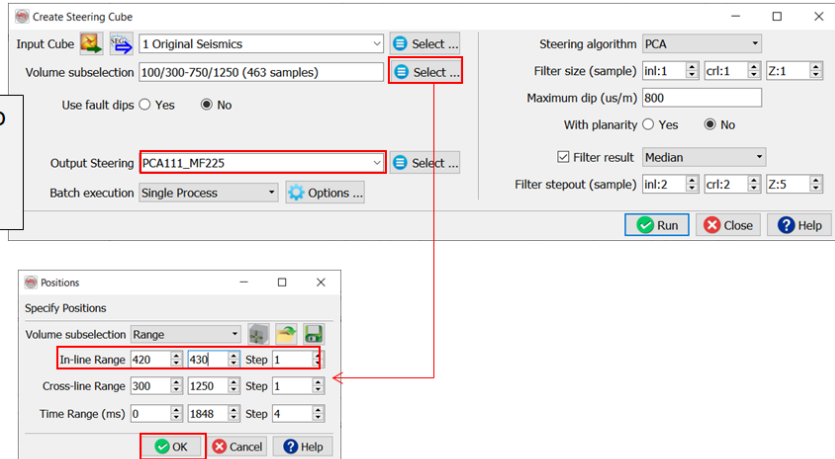 Create Steering Cube
Input Cube 1 Original Seismics Select ...
Volume subselection 100/300-750/1250 (463 samples) Select ...
Use fault dips Yes No
Output Steering PCA111_MF225 Select ...
Batch execution Single Process Options ...
Steering algorithm PCA
Filter size (sample) inl:1 crl:1 Z:1
Maximum dip (us/m) 800
With planarity Yes No
Filter result Median
Filter stepout (sample) inl:2 crl:2 Z:5
Run Close Help
Positions
Specify Positions
Volume subselection Range
In-line Range 420 430 Step 1
Cross-line Range 300 1250 Step 1
Time Range (ms) 0 1848 Step 4
OK Cancel Help